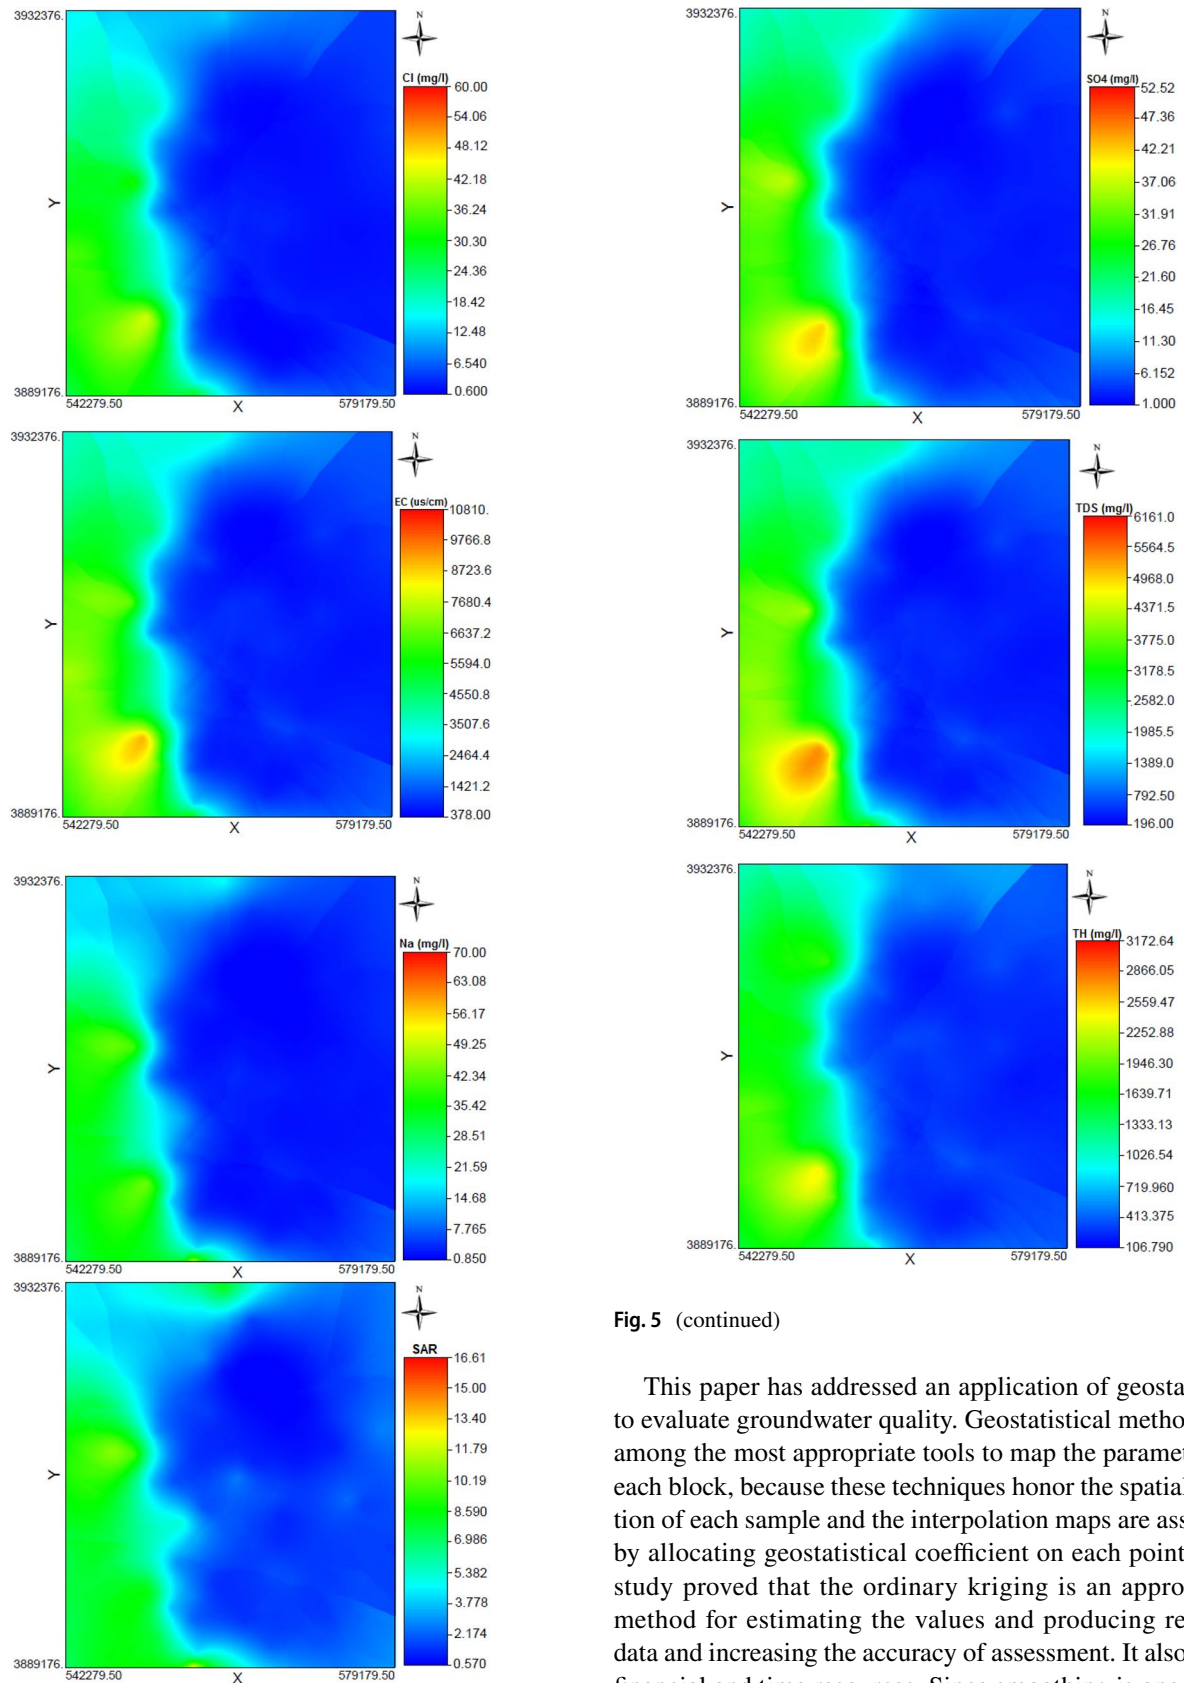 3932376.
N
Cl (mg/l)
60.00
54.06
48.12
42.18
36.24
30.30
24.36
18.42
12.48
6.540
0.600
Y
3889176.
542279.50
X
3932376.
N
EC (us/cm)
10810.
9766.8
8723.6
7680.4
6637.2
5594.0
4550.8
3507.6
2464.4
1421.2
378.00
Y
3889176.
542279.50
X
579179.50
3932376.
N
Na (mg/l)
70.00
63.08
56.17
49.25
42.34
35.42
28.51
21.59
14.68
7.765
0.850
Y
3889176.
542279.50
X
579179.50
3932376.
N
SAR
16.61
15.00
13.40
11.79
10.19
8.590
6.986
5.382
3.778
2.174
0.570
Y
3889176.
542279.50
X
579179.50
3932376.
N
SO4 (mg/l)
52.52
47.36
42.21
37.06
31.91
26.76
21.60
16.45
11.30
6.152
1.000
Y
3889176.
542279.50
X
579179.50
3932376.
N
TDS (mg/l)
6161.0
5564.5
4968.0
4371.5
3775.0
3178.5
2582.0
1985.5
1389.0
792.50
196.00
Y
3889176.
542279.50
X
579179.50
3932376.
N
TH (mg/l)
3172.64
2866.05
2559.47
2252.88
1946.30
1639.71
1333.13
1026.54
719.960
413.375
106.790
Y
3889176.
542279.50
X
579179.50
Fig. 5 (continued)
This paper has addressed an application of geosta
to evaluate groundwater quality. Geostatistical metho
among the most appropriate tools to map the paramet
each block, because these techniques honor the spatial
tion of each sample and the interpolation maps are ass
by allocating geostatistical coefficient on each point
study proved that the ordinary kriging is an appro
method for estimating the values and producing re
data and increasing the accuracy of assessment. It also